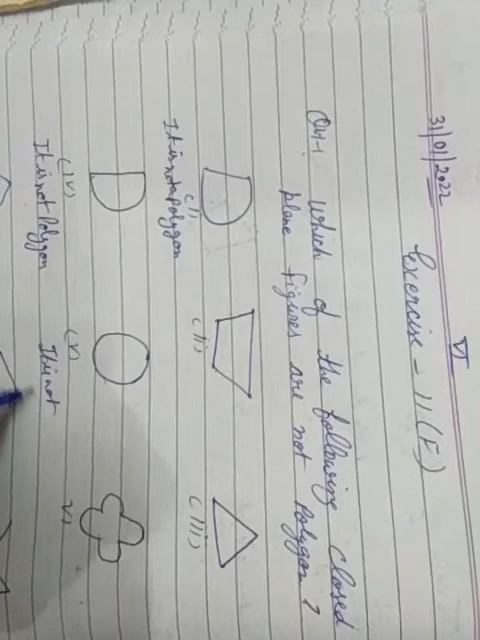 VI
31/01/2022
Exercise - 11 (F)
Qu-1. Which of the following closed
plane figures are not polygon?
(i) (ii) (iii)
It is not a polygon
(iv) (v) vi
It is not polygon It is not